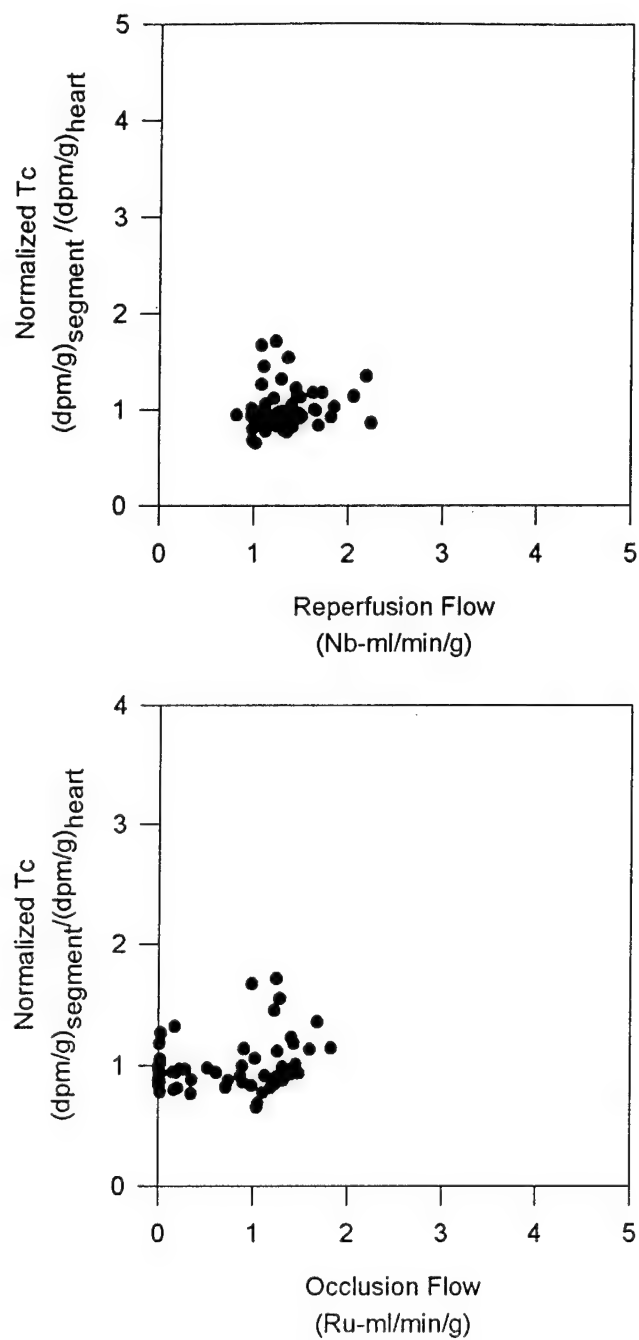 5
4
3
2
1
0
Normalized Tc
(dpm/g)segment/(dpm/g)heart
0 1 2 3 4 5
Reperfusion Flow
(Nb-ml/min/g)
4
3
2
1
0
Normalized Tc
(dpm/g)segment/(dpm/g)heart
0 1 2 3 4 5
Occlusion Flow
(Ru-ml/min/g)